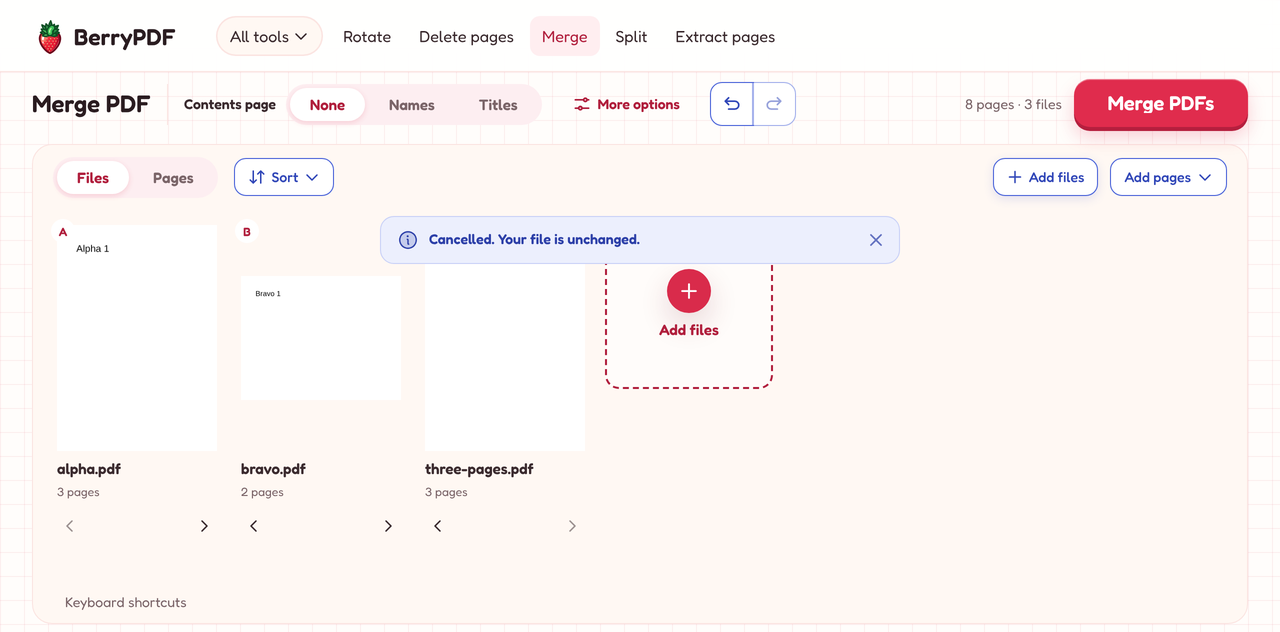 BerryPDF
All tools
Rotate
Delete pages
Merge
Split
Extract pages
Merge PDF
Contents page
None
Names
Titles
More options
8 pages · 3 files
Merge PDFs
Files
Pages
Sort
Add files
Add pages
Cancelled. Your file is unchanged.
A
Alpha 1
B
Bravo 1
Add files
alpha.pdf
3 pages
bravo.pdf
2 pages
three-pages.pdf
3 pages
Keyboard shortcuts